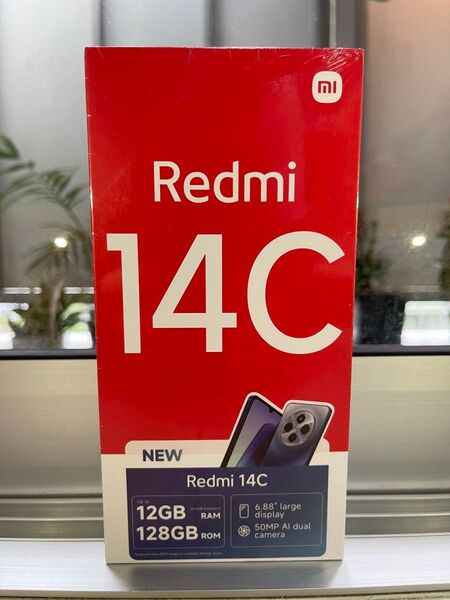 mi
Redmi
14C
NEW
Redmi 14C
Up to
12GB RAM
128GB ROM
6.88" large
display
50MP AI dual
camera